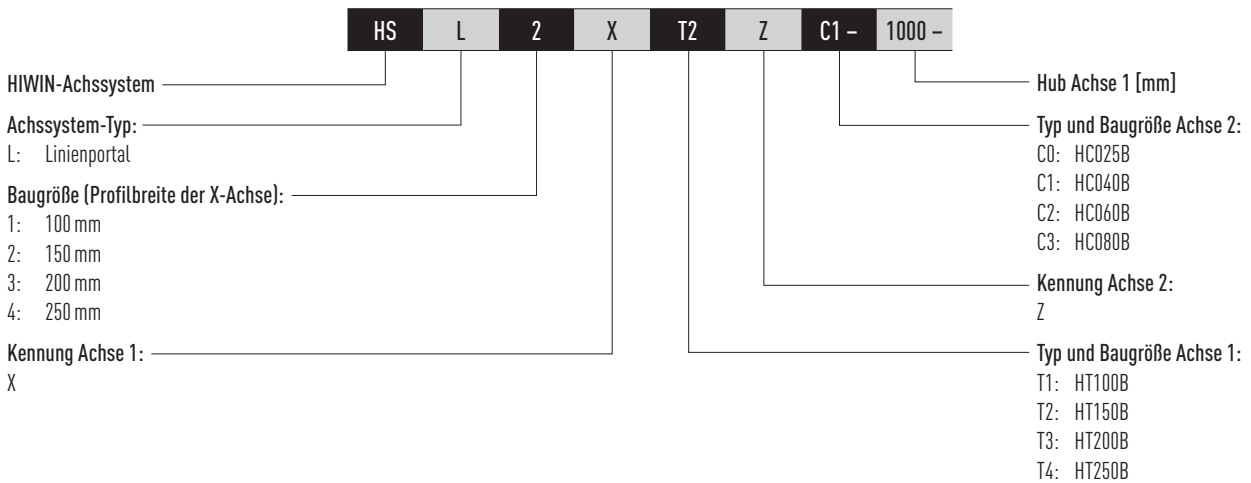 HS L 2 X T2 Z C1 – 1000 –
HIWIN-Achssystem
Achssystem-Typ:
L: Linienportal
Baugröße (Profilbreite der X-Achse):
1: 100 mm
2: 150 mm
3: 200 mm
4: 250 mm
Kennung Achse 1:
X
Hub Achse 1 [mm]
Typ und Baugröße Achse 2:
C0: HC025B
C1: HC040B
C2: HC060B
C3: HC080B
Kennung Achse 2:
Z
Typ und Baugröße Achse 1:
T1: HT100B
T2: HT150B
T3: HT200B
T4: HT250B